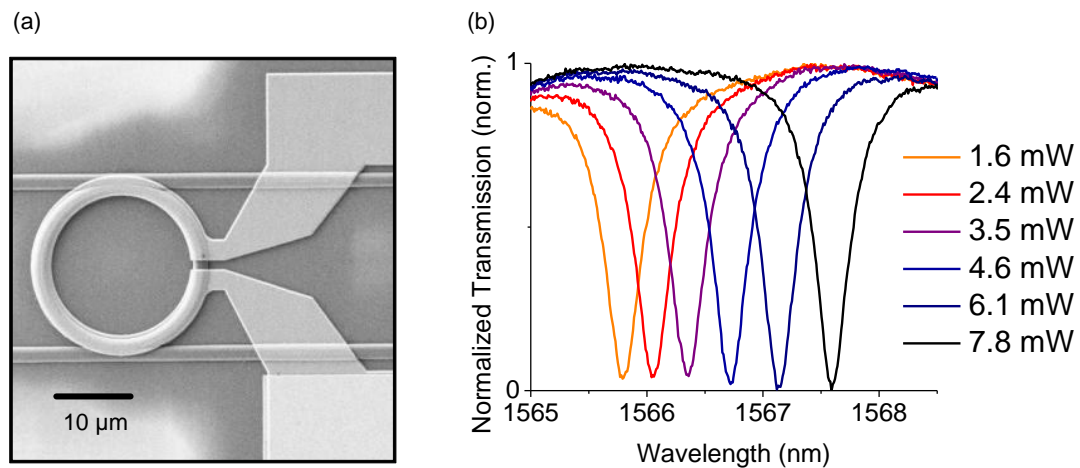 (a)
10 μm
(b)
Normalized Transmission (norm.)
1
0
1565
1566
1567
1568
Wavelength (nm)
1.6 mW
2.4 mW
3.5 mW
4.6 mW
6.1 mW
7.8 mW